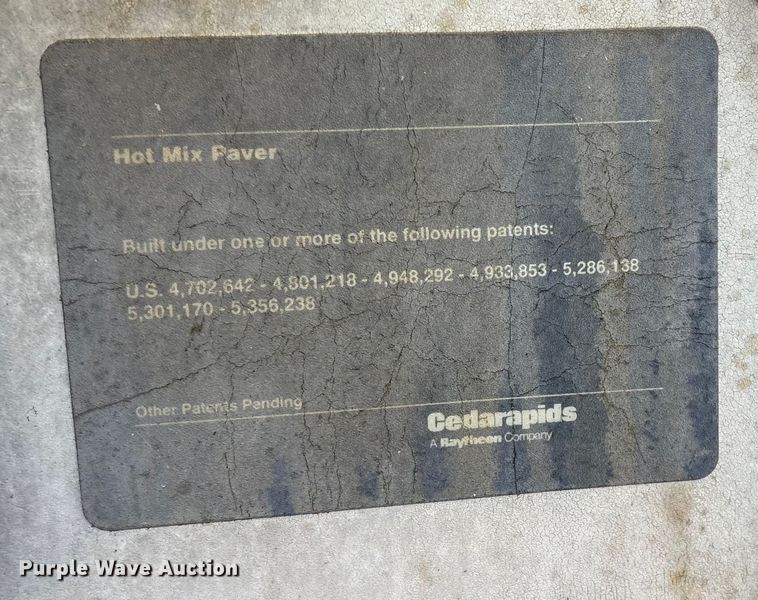 Hot Mix Paver
Built under one or more of the following patents:
U.S. 4,702,642 - 4,801,218 - 4,948,292 - 4,933,853 - 5,286,138
5,301,170 - 5,356,238
Other Patents Pending
Cedarapids
A Raytheon Company
Purple Wave Auction